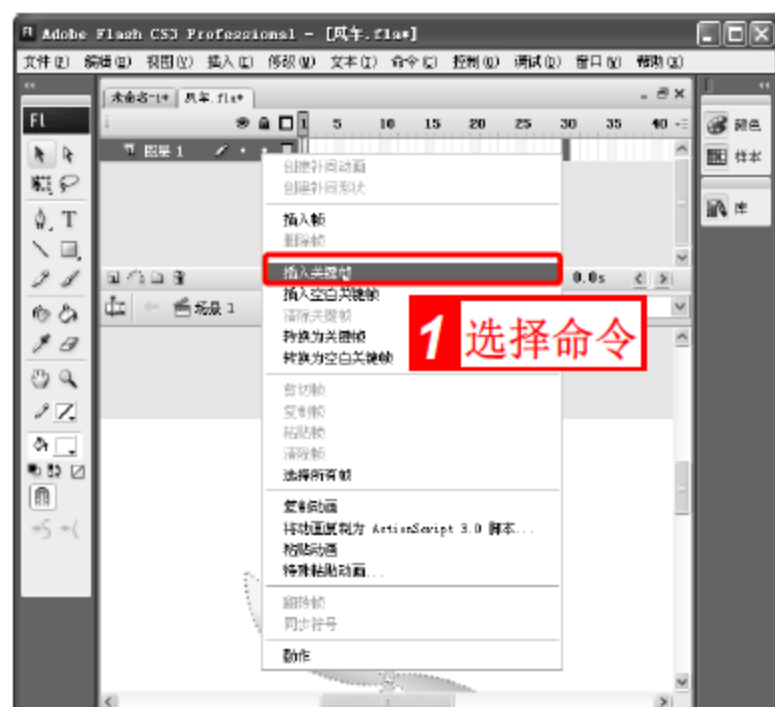 Adobe Flash CS3 Professional - [风车.fla*]
文件(F) 编辑(E) 视图(V) 插入(I) 修改(M) 文本(T) 命令(C) 控制(O) 调试(D) 窗口(W) 帮助(H)
未命名-1* 风车.fla*
Fl
1 5 10 15 20 25 30 35 40
图层 1
颜色
样本
库
创建补间动画
创建补间形状
插入帧
删除帧
插入关键帧
插入空白关键帧
清除关键帧
转换为关键帧
转换为空白关键帧
0.0s
场景 1
1 选择命令
剪切帧
复制帧
粘贴帧
清除帧
选择所有帧
复制动画
将动画复制为 ActionScript 3.0 脚本...
粘贴动画
特殊粘贴动画...
翻转帧
同步符号
动作